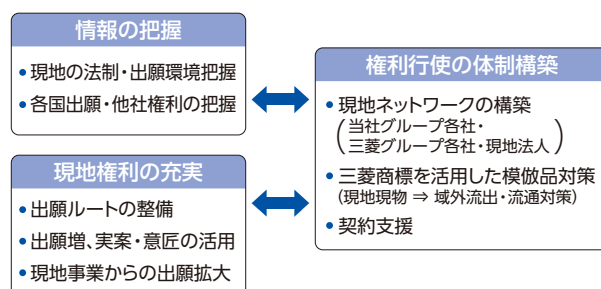 情報の把握
• 現地の法制・出願環境把握
• 各国出願・他社権利の把握
現地権利の充実
• 出願ルートの整備
• 出願増、実案・意匠の活用
• 現地事業からの出願拡大
権利行使の体制構築
• 現地ネットワークの構築
(当社グループ各社・
三菱グループ各社・現地法人)
• 三菱商標を活用した模倣品対策
(現地現物 ⇒ 域外流出・流通対策)
• 契約支援